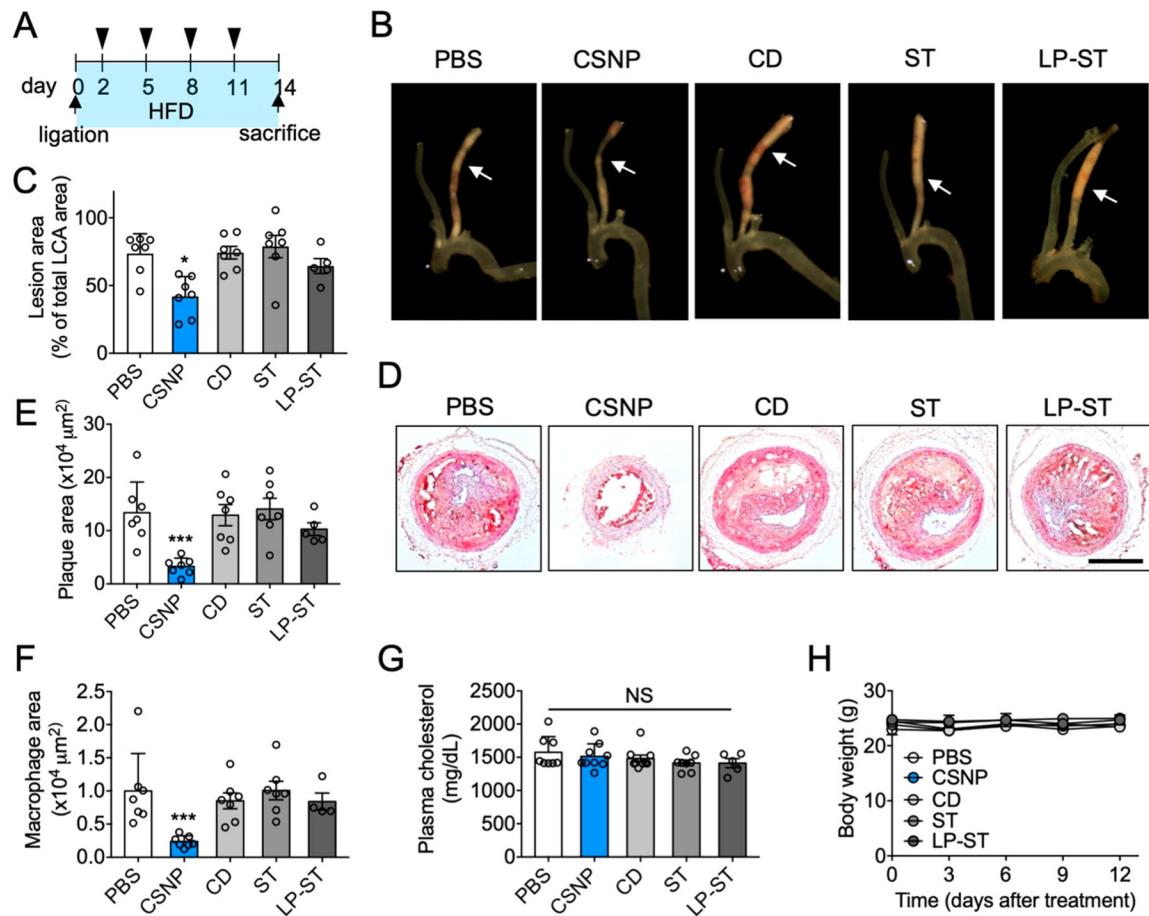 A
day
0 2 5 8 11 14
HFD
ligation
sacrifice
B
PBS CSNP CD ST LP-ST
C
Lesion area
(% of total LCA area)
100
50
0
*
PBS CSNP CD ST LP-ST
D
PBS CSNP CD ST LP-ST
E
Plaque area (x10⁴ µm²)
30
20
10
0
***
PBS CSNP CD ST LP-ST
F
Macrophage area
(x10⁴ µm²)
2.5
2.0
1.5
1.0
0.5
0.0
***
PBS CSNP CD ST LP-ST
G
Plasma cholesterol
(mg/dL)
2500
2000
1500
1000
500
0
NS
PBS CSNP CD ST LP-ST
H
Body weight (g)
30
20
10
0
PBS
CSNP
CD
ST
LP-ST
0 3 6 9 12
Time (days after treatment)